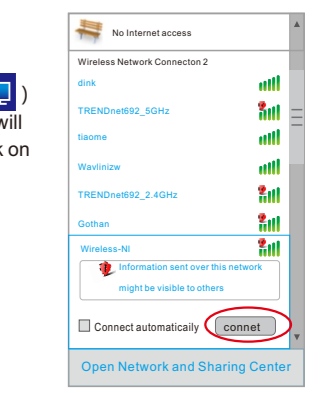 No Internet access
Wireless Network Connecton 2
dink
TRENDnet692_5GHz
)
will
tiaome
k on
Wavlinizw
TRENDnet692_2.4GHz
Gothan
Wireless-NI
Information sent over this network
might be visible to others
Connect automaticaily
connet
Open Network and Sharing Center